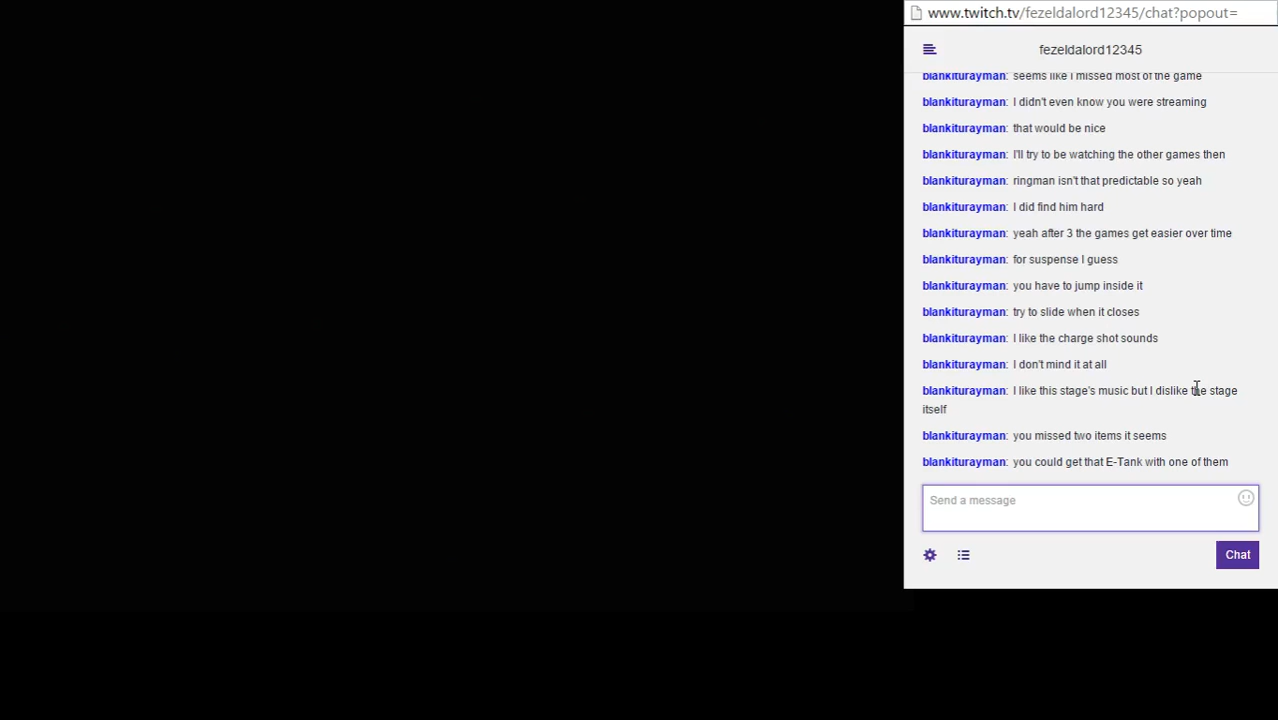 www.twitch.tv/fezeldalord12345/chat?popout=
fezeldalord12345
blankiturayman: seems like I missed most of the game
blankiturayman: I didn't even know you were streaming
blankiturayman: that would be nice
blankiturayman: I'll try to be watching the other games then
blankiturayman: ringman isn't that predictable so yeah
blankiturayman: I did find him hard
blankiturayman: yeah after 3 the games get easier over time
blankiturayman: for suspense I guess
blankiturayman: you have to jump inside it
blankiturayman: try to slide when it closes
blankiturayman: I like the charge shot sounds
blankiturayman: I don't mind it at all
blankiturayman: I like this stage's music but I dislike the stage
itself
blankiturayman: you missed two items it seems
blankiturayman: you could get that E-Tank with one of them
Send a message
Chat